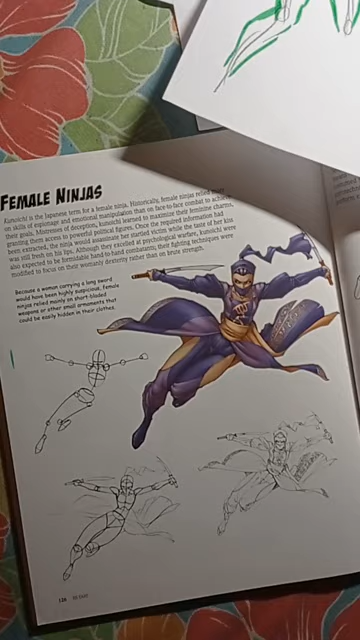 FEMALE NINJAS
Kunoichi is the Japanese term for a female ninja. Historically, female ninjas relied more
on skills of espionage and emotional manipulation than on face-to-face combat to achieve
their goals. Mistresses of deception, kunoichi learned to maximize their feminine charms,
granting them access to powerful political figures. Once the required information had
been extracted, the ninja would assassinate her startled victim while the taste of her kiss
was still fresh on his lips. Although they excelled at psychological warfare, kunoichi were
also expected to be formidable hand-to-hand combatants, their fighting techniques were
modified to focus on their womanly dexterity rather than on brute strength.
Because a woman carrying a long sword
would have been highly suspicious, female
ninjas relied mainly on short-bladed
weapons or other small armaments that
could be easily hidden in their clothes.
126